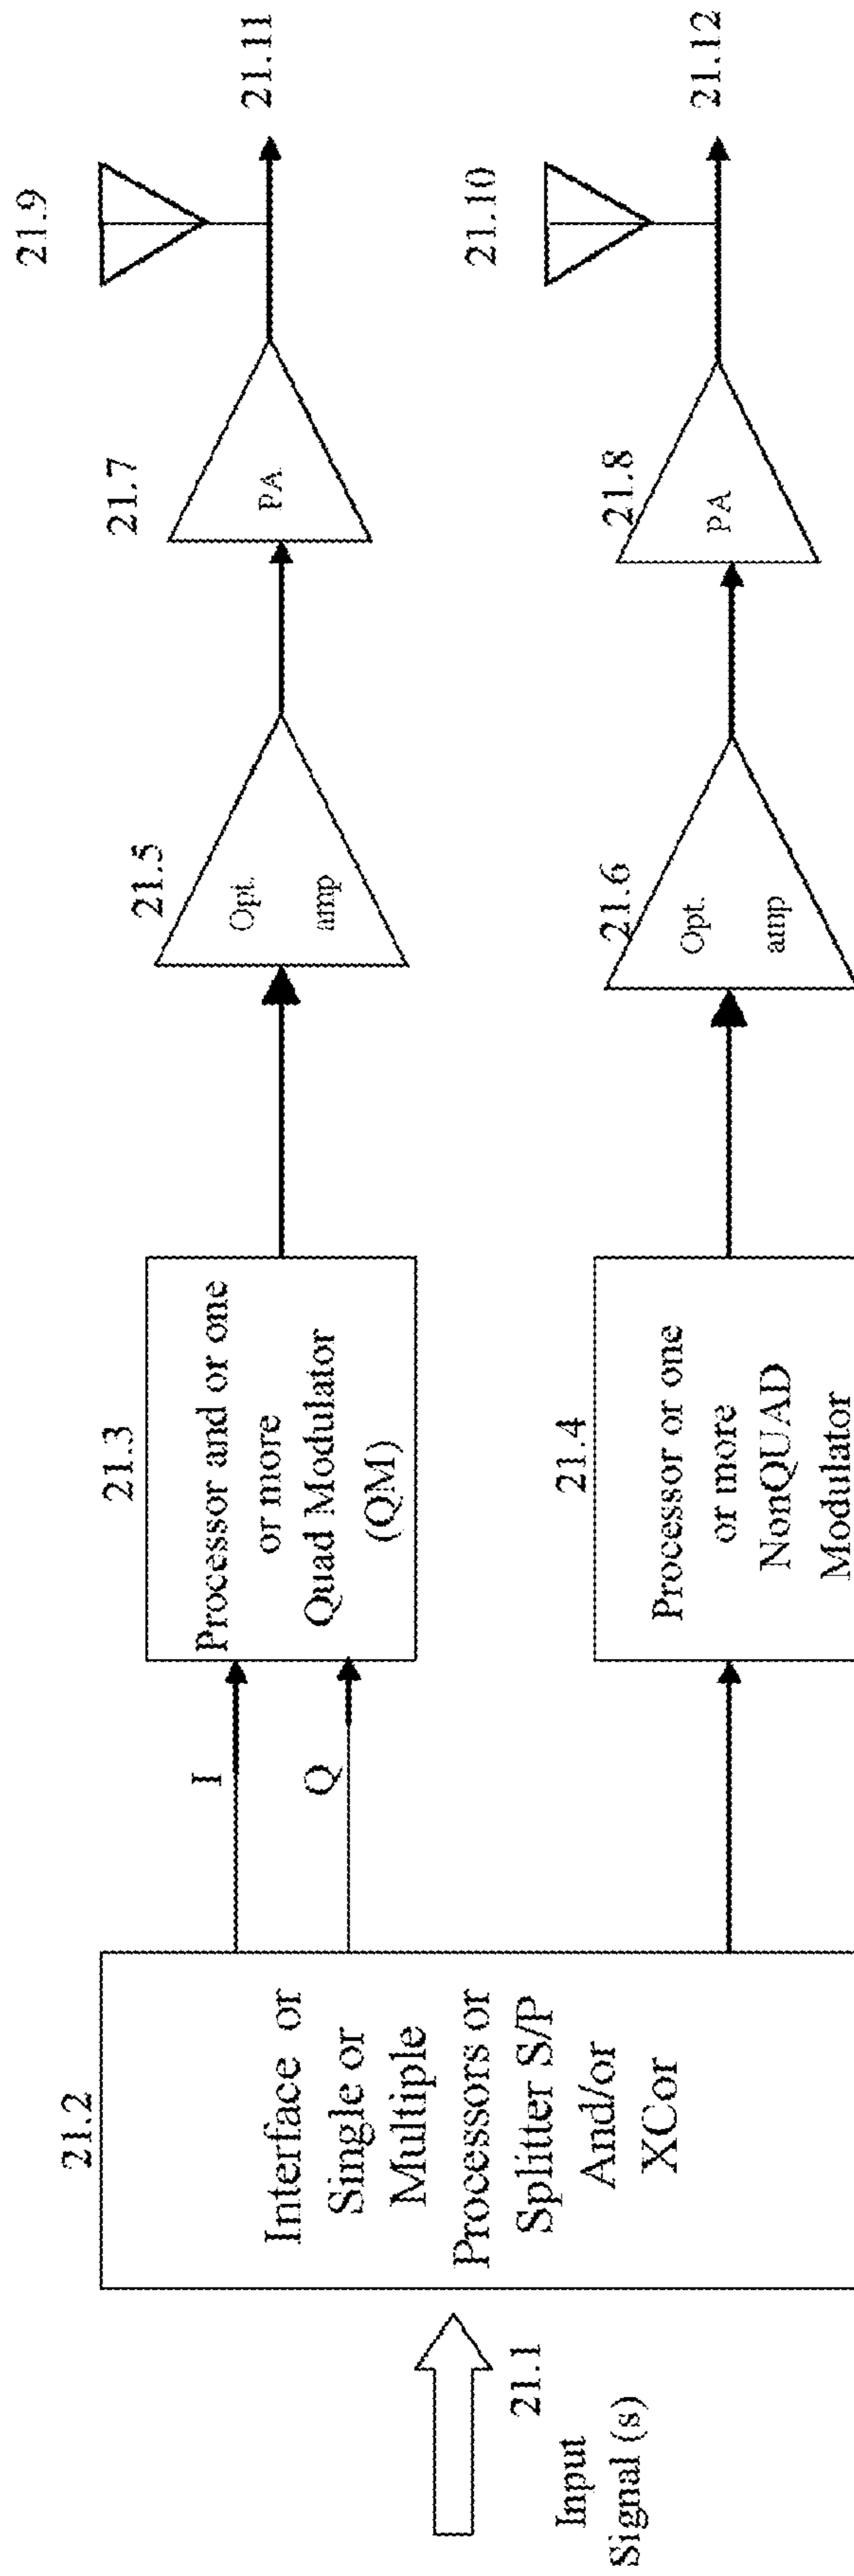 21.1
Input
Signal (s)
21.2
Interface or
Single or
Multiple
Processors or
Splitter S/P
And/or
XCor
I
Q
21.3
Processor and or one
or more
Quad Modulator
(QM)
21.5
Opt.
amp
21.7
PA
21.9
21.11
21.4
Processor or one
or more
NonQUAD
Modulator
21.6
Opt.
amp
21.8
PA
21.10
21.12